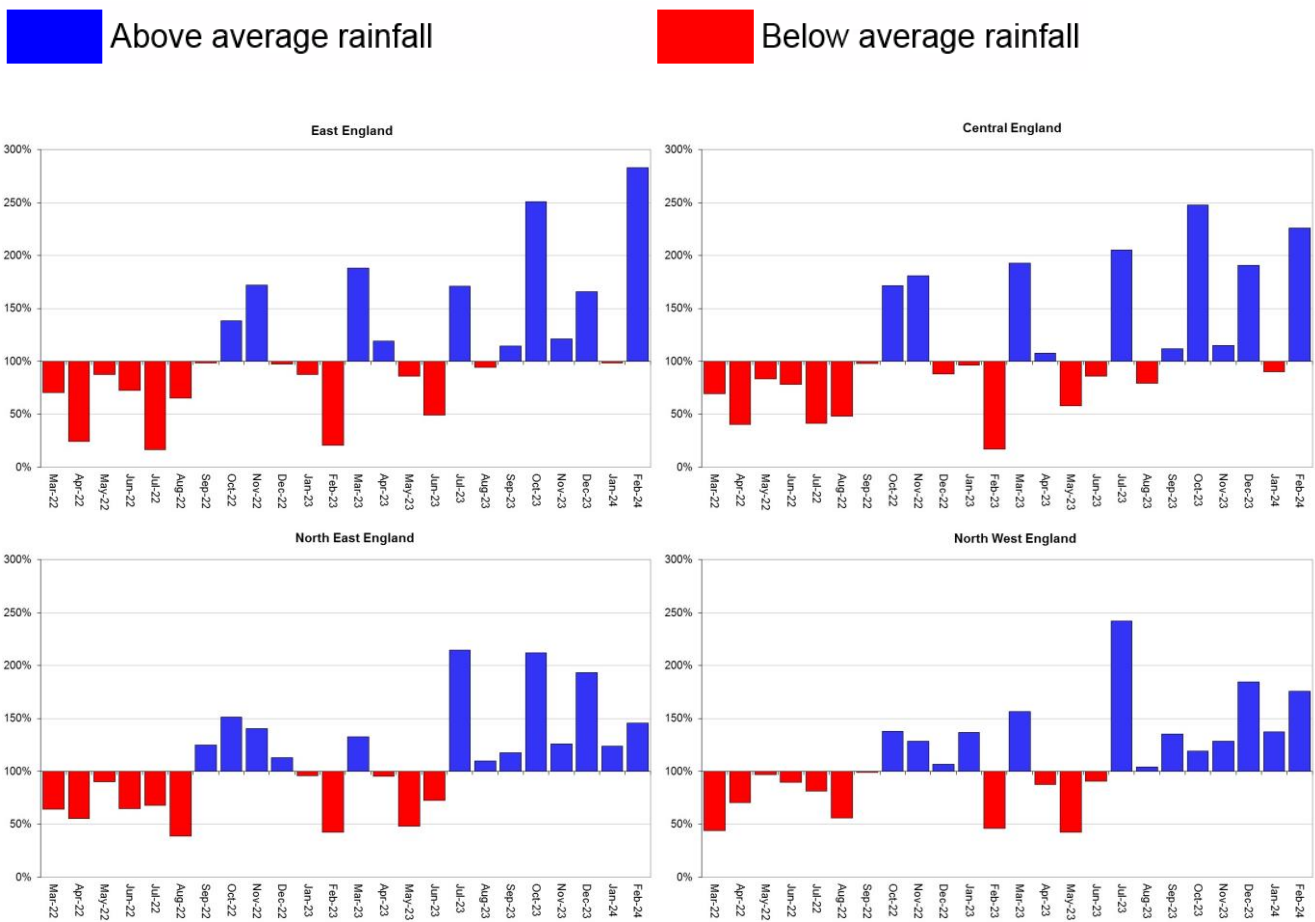 Above average rainfall
Below average rainfall
East England
300%
250%
200%
150%
100%
50%
0%
Mar-22
Apr-22
May-22
Jun-22
Jul-22
Aug-22
Sep-22
Oct-22
Nov-22
Dec-22
Jan-23
Feb-23
Mar-23
Apr-23
May-23
Jun-23
Jul-23
Aug-23
Sep-23
Oct-23
Nov-23
Dec-23
Jan-24
Feb-24
Central England
300%
250%
200%
150%
100%
50%
0%
Mar-22
Apr-22
May-22
Jun-22
Jul-22
Aug-22
Sep-22
Oct-22
Nov-22
Dec-22
Jan-23
Feb-23
Mar-23
Apr-23
May-23
Jun-23
Jul-23
Aug-23
Sep-23
Oct-23
Nov-23
Dec-23
Jan-24
Feb-24
North East England
300%
250%
200%
150%
100%
50%
0%
Mar-22
Apr-22
May-22
Jun-22
Jul-22
Aug-22
Sep-22
Oct-22
Nov-22
Dec-22
Jan-23
Feb-23
Mar-23
Apr-23
May-23
Jun-23
Jul-23
Aug-23
Sep-23
Oct-23
Nov-23
Dec-23
Jan-24
Feb-24
North West England
300%
250%
200%
150%
100%
50%
0%
Mar-22
Apr-22
May-22
Jun-22
Jul-22
Aug-22
Sep-22
Oct-22
Nov-22
Dec-22
Jan-23
Feb-23
Mar-23
Apr-23
May-23
Jun-23
Jul-23
Aug-23
Sep-23
Oct-23
Nov-23
Dec-23
Jan-24
Feb-24